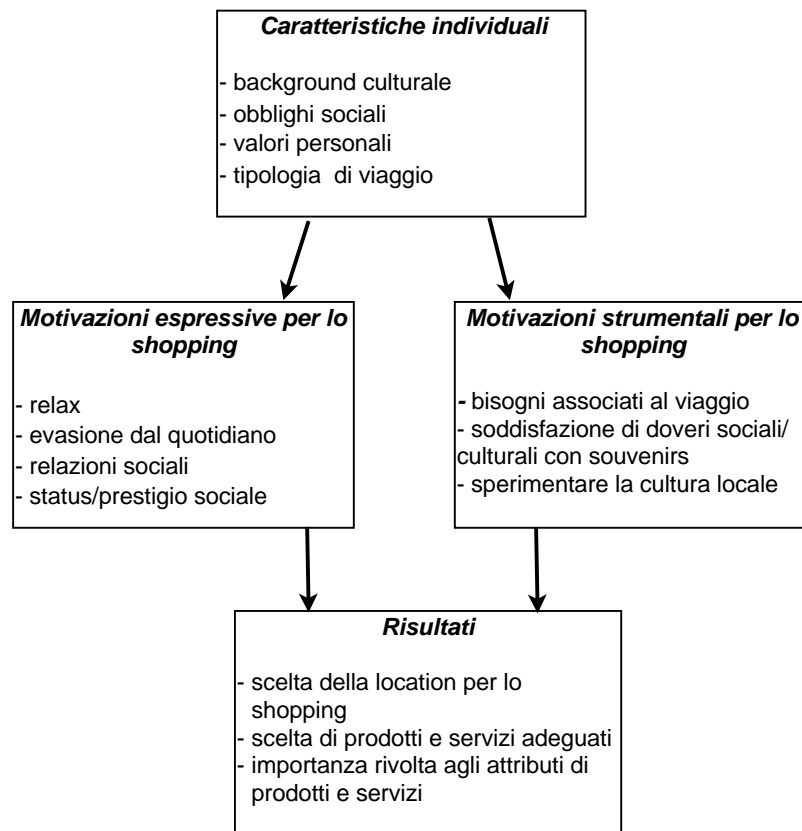 Caratteristiche individuali
- background culturale
- obblighi sociali
- valori personali
- tipologia di viaggio
Motivazioni espressive per lo
shopping
- relax
- evasione dal quotidiano
- relazioni sociali
- status/prestigio sociale
Motivazioni strumentali per lo
shopping
- bisogni associati al viaggio
- soddisfazione di doveri sociali/
culturali con souvenirs
- sperimentare la cultura locale
Risultati
- scelta della location per lo
shopping
- scelta di prodotti e servizi adeguati
- importanza rivolta agli attributi di
prodotti e servizi